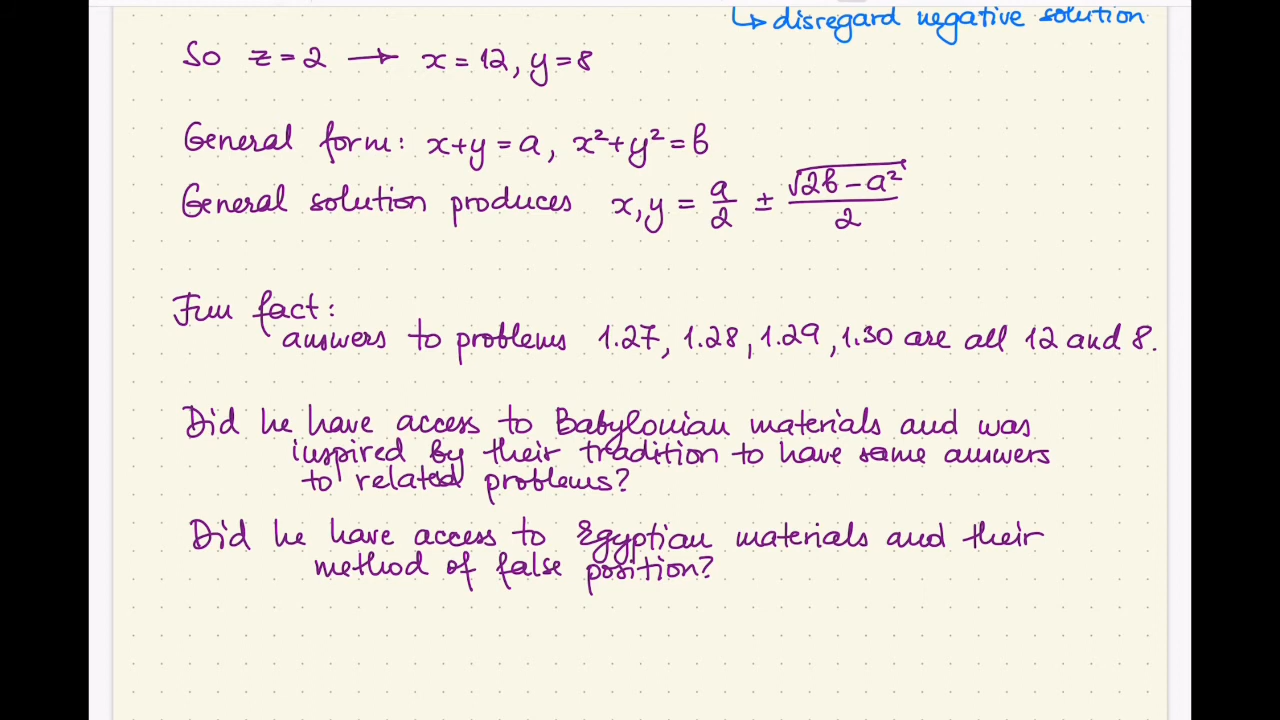 ↳ disregard negative solution
So z = 2 → x = 12, y = 8
General form: x+y = a, x²+y² = b
General solution produces x, y = a/2 ± √(2b − a²)/2
Fun fact:
answers to problems 1.27, 1.28, 1.29, 1.30 are all 12 and 8.
Did he have access to Babylonian materials and was
inspired by their tradition to have same answers
to related problems?
Did he have access to Egyptian materials and their
method of false position?